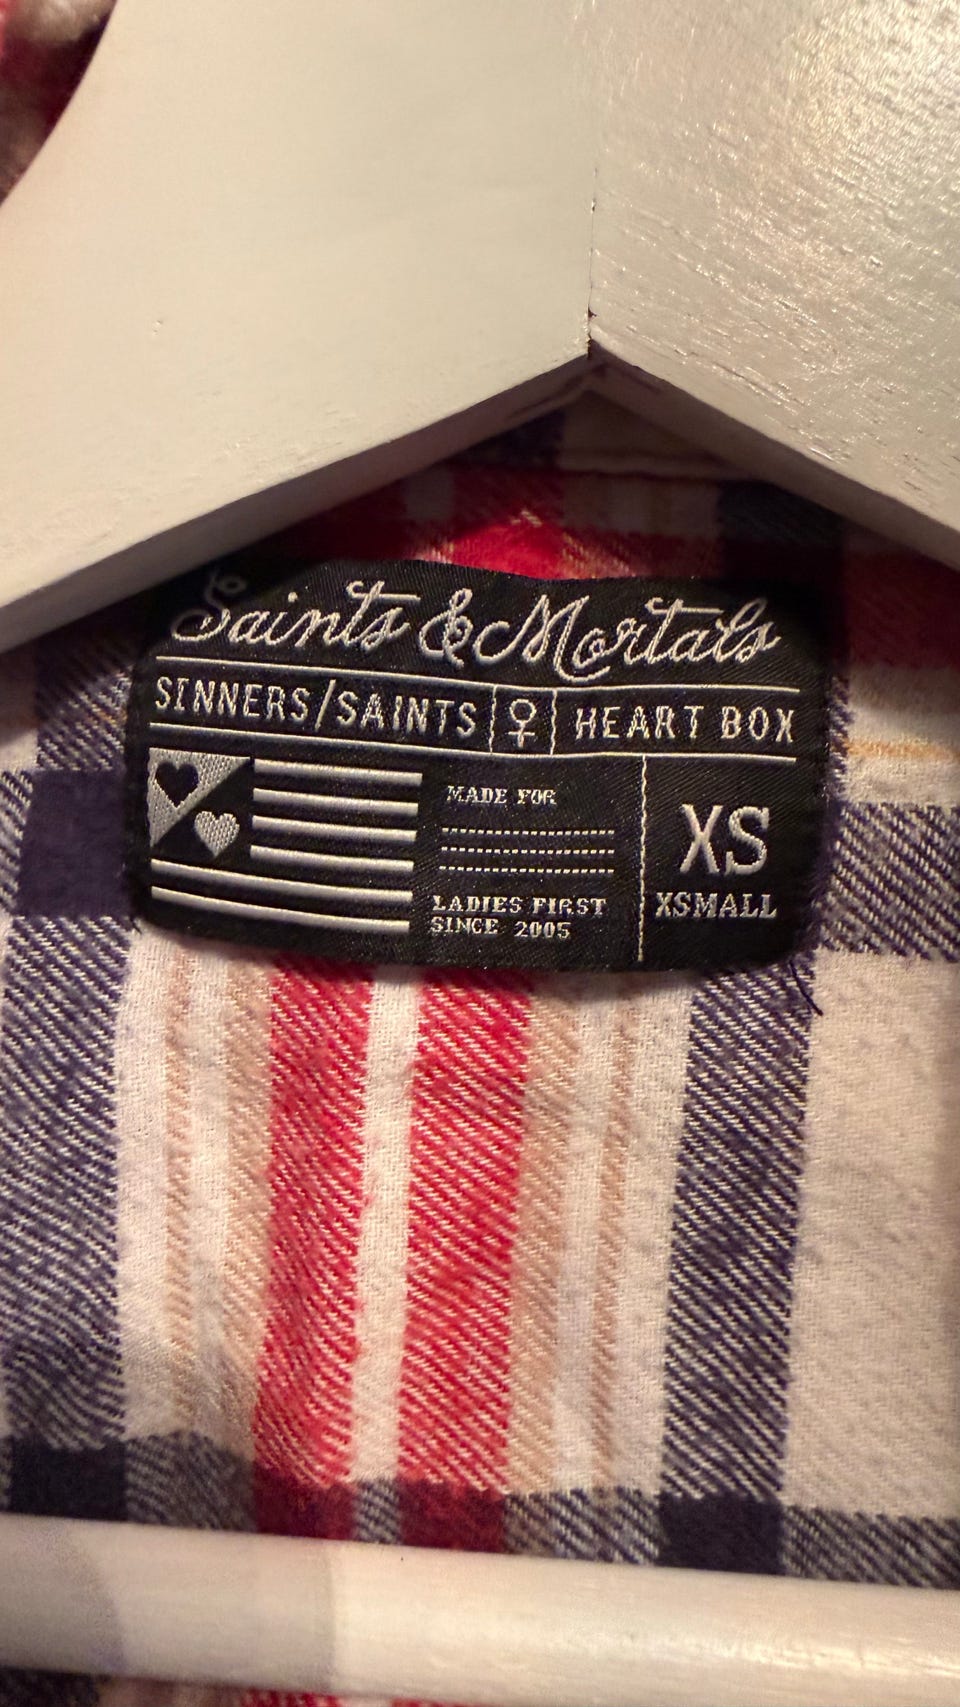 Saints & Mortals
SINNERS/SAINTS ♀ HEART BOX
MADE FOR
LADIES FIRST
SINCE 2005
XS
XSMALL